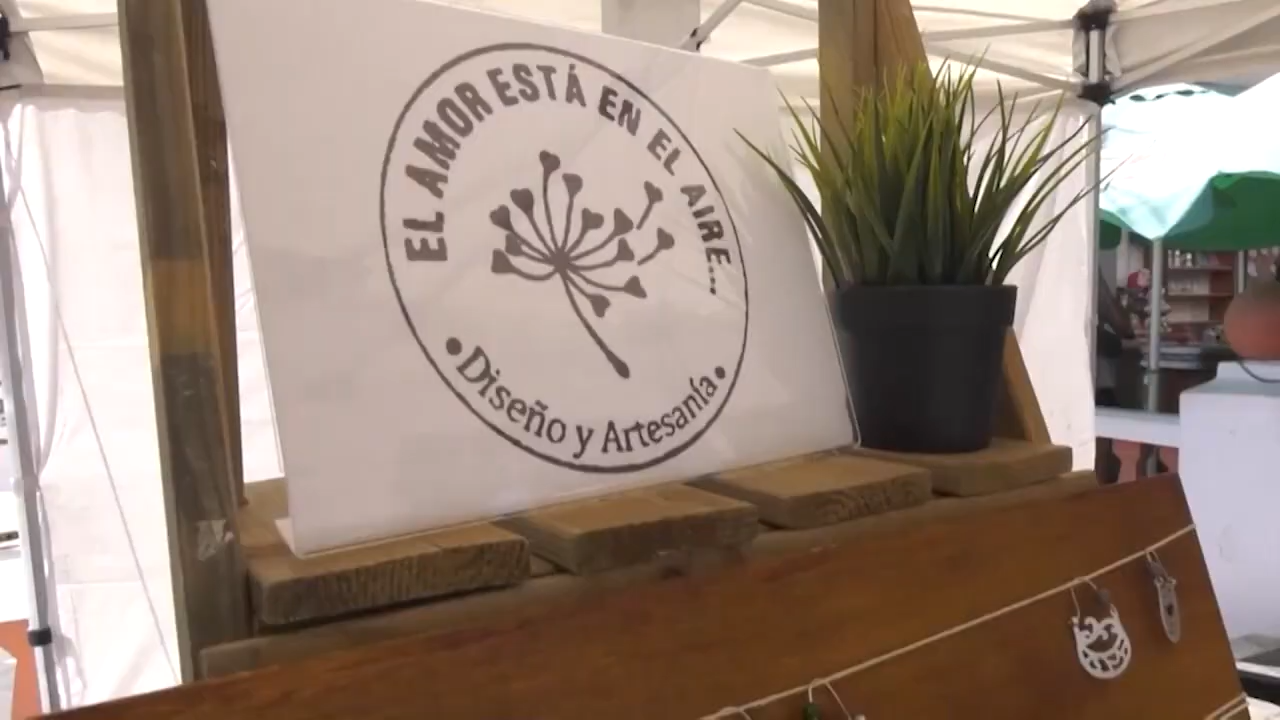 EL AMOR ESTÁ EN EL AIRE...
• Diseño y Artesanía •